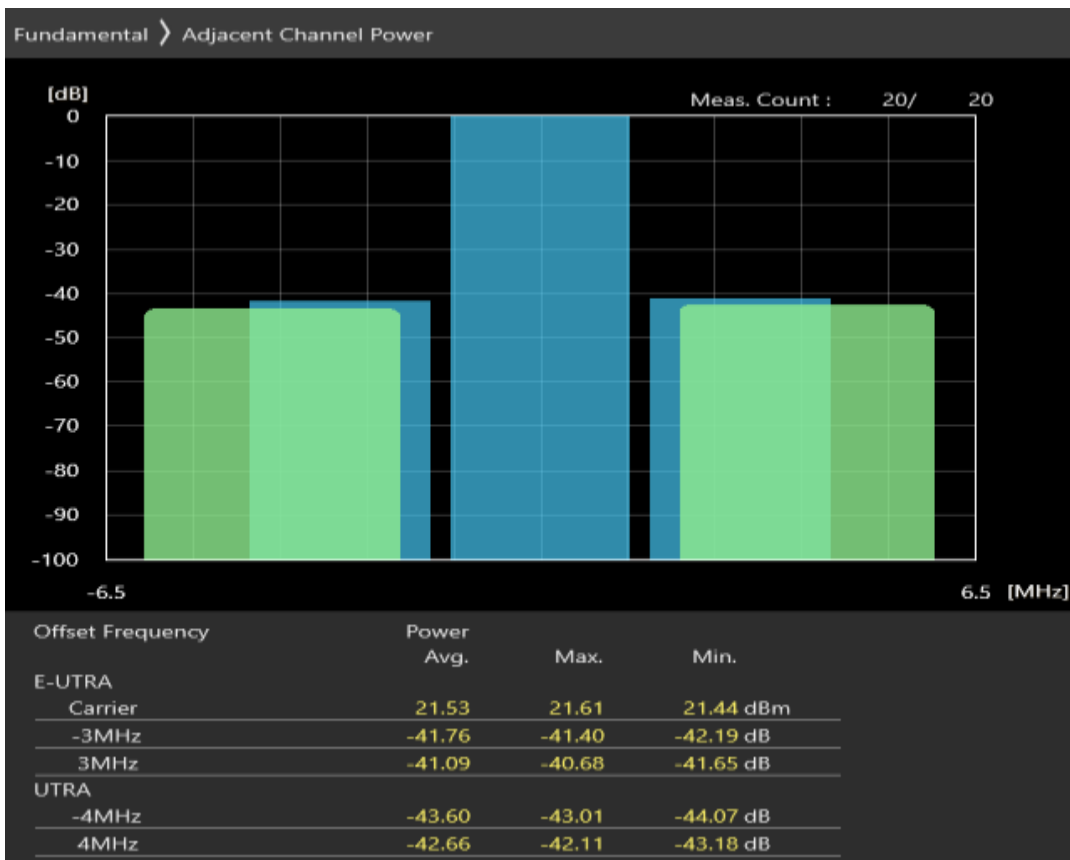 Fundamental 〉 Adjacent Channel Power
[dB]
Meas. Count : 20/ 20
0
-10
-20
-30
-40
-50
-60
-70
-80
-90
-100
-6.5 6.5 [MHz]
Offset Frequency Power
Avg. Max. Min.
E-UTRA
Carrier 21.53 21.61 21.44 dBm
-3MHz -41.76 -41.40 -42.19 dB
3MHz -41.09 -40.68 -41.65 dB
UTRA
-4MHz -43.60 -43.01 -44.07 dB
4MHz -42.66 -42.11 -43.18 dB